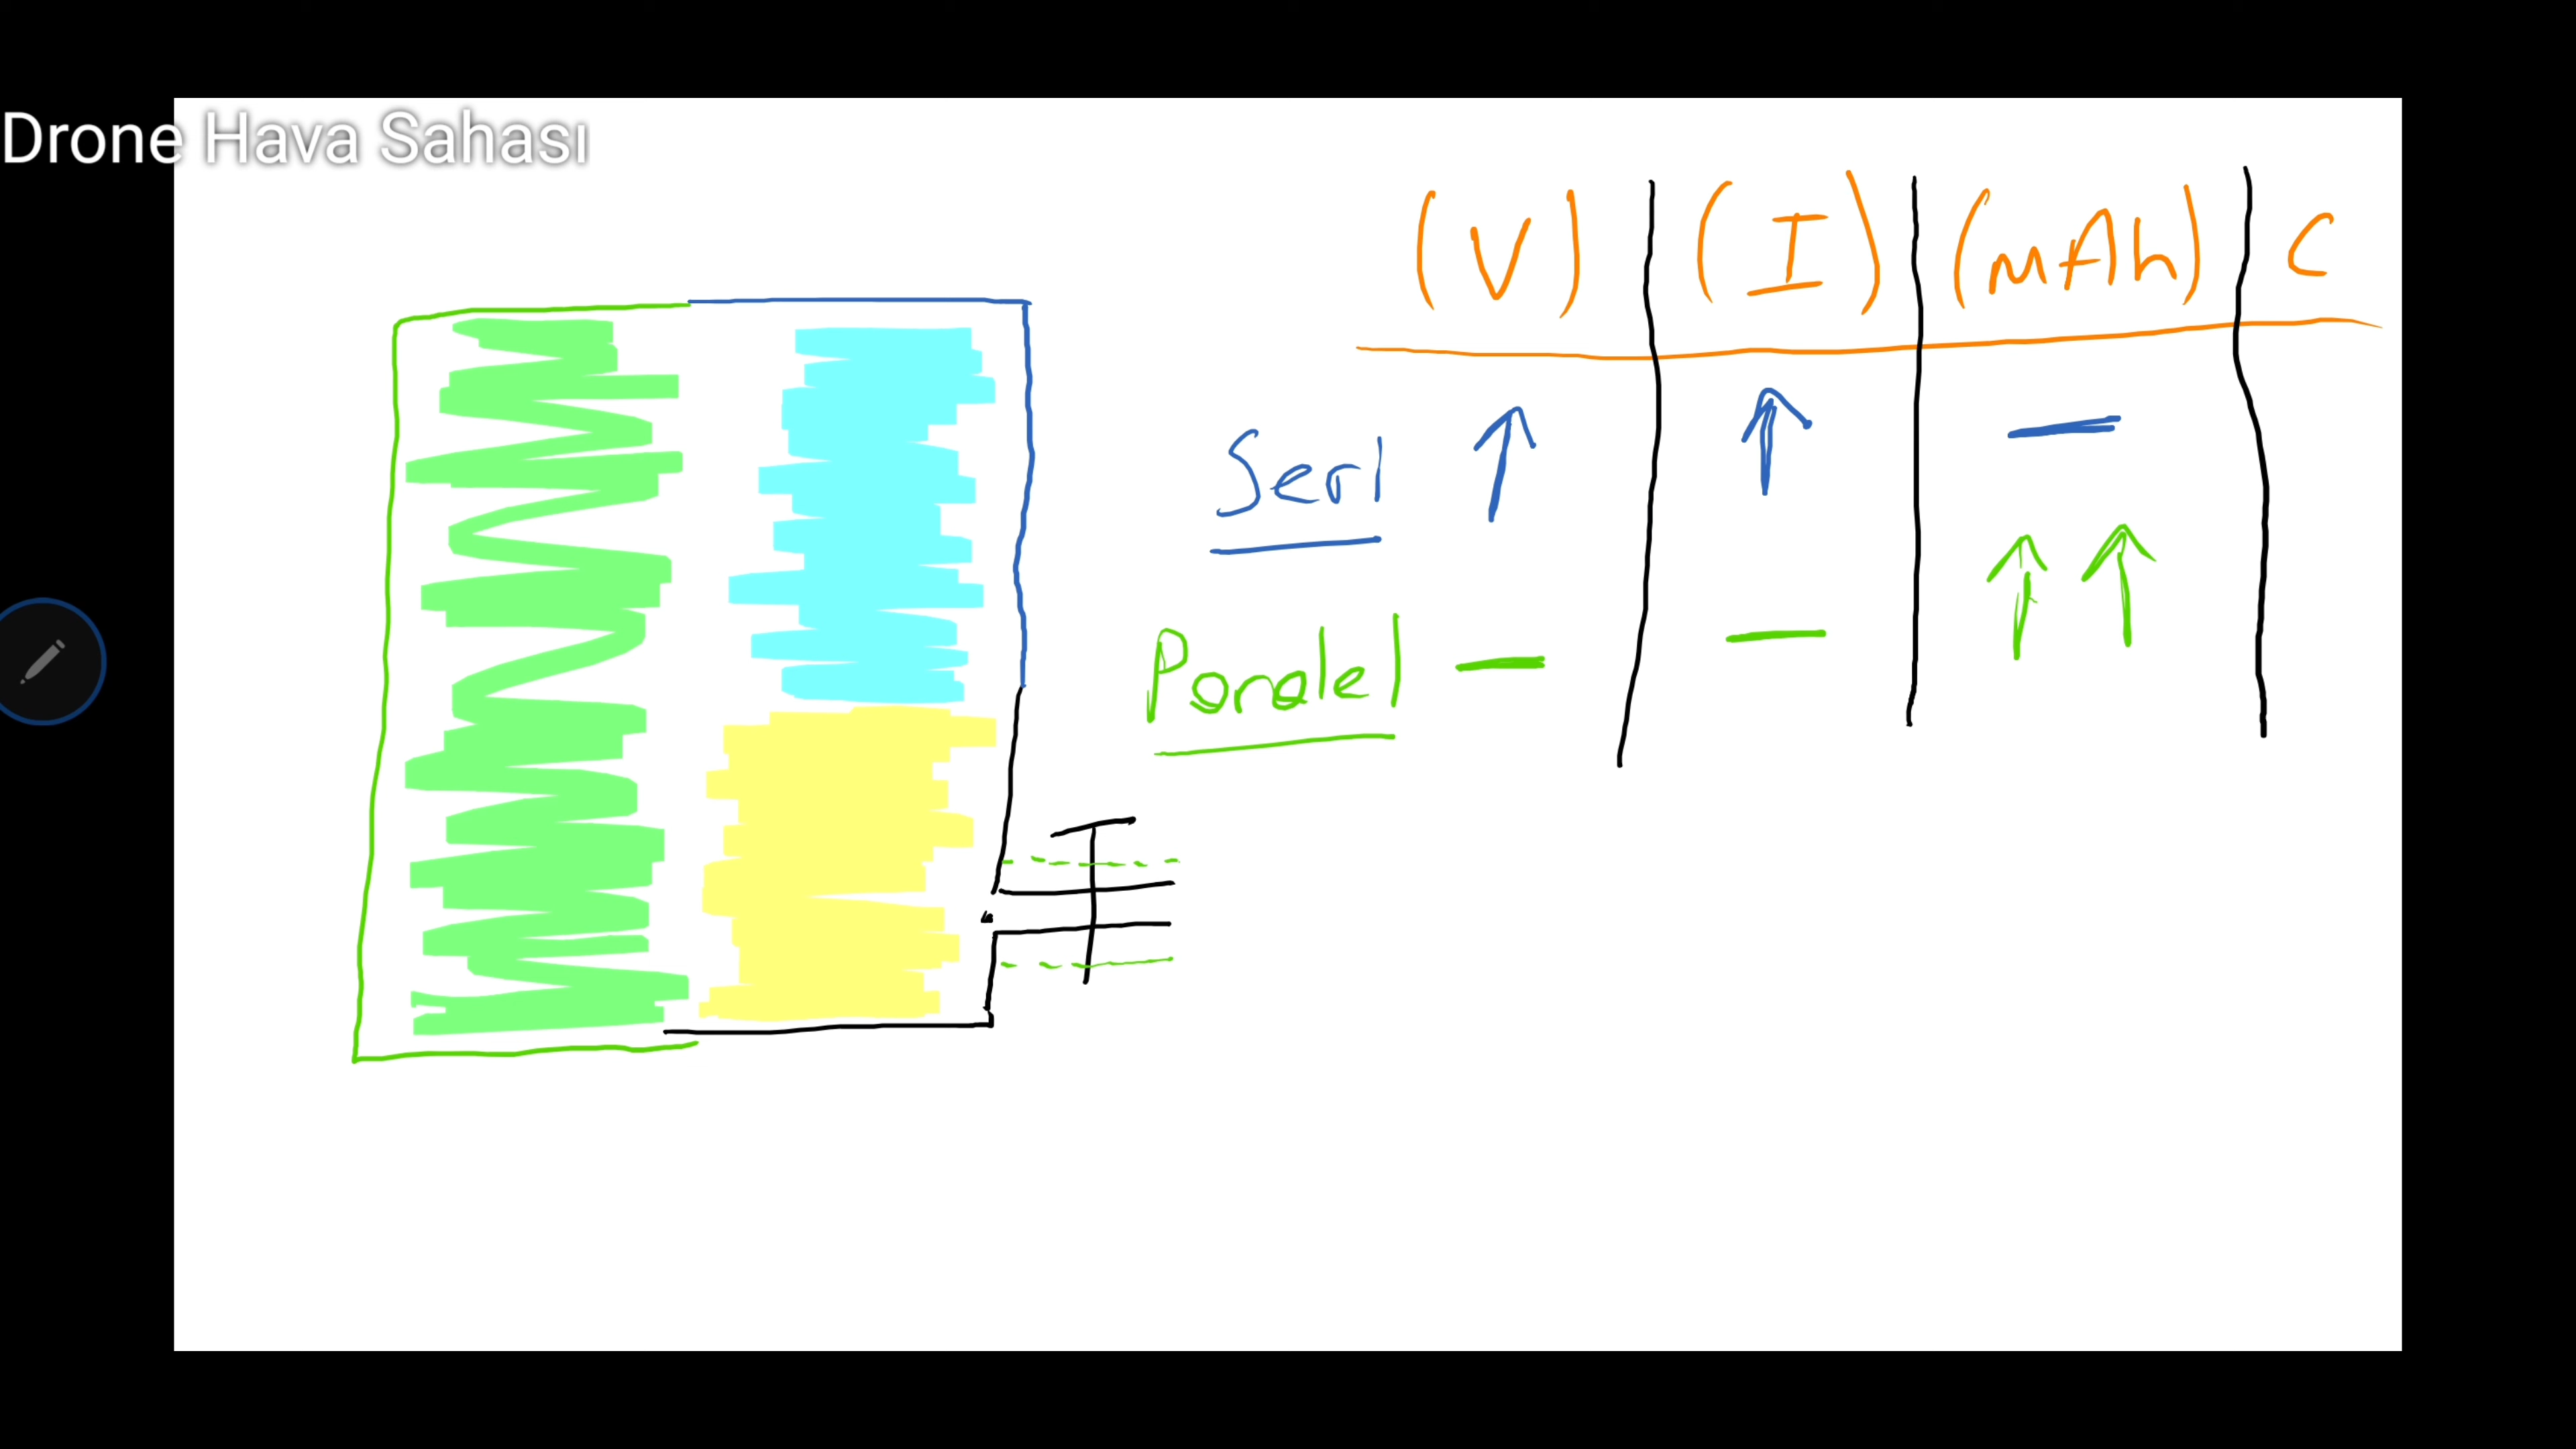 Drone Hava Sahası
(V) (I) (mAh) C
Seri ↑ ↑ —
Paralel — — ↑ ↑